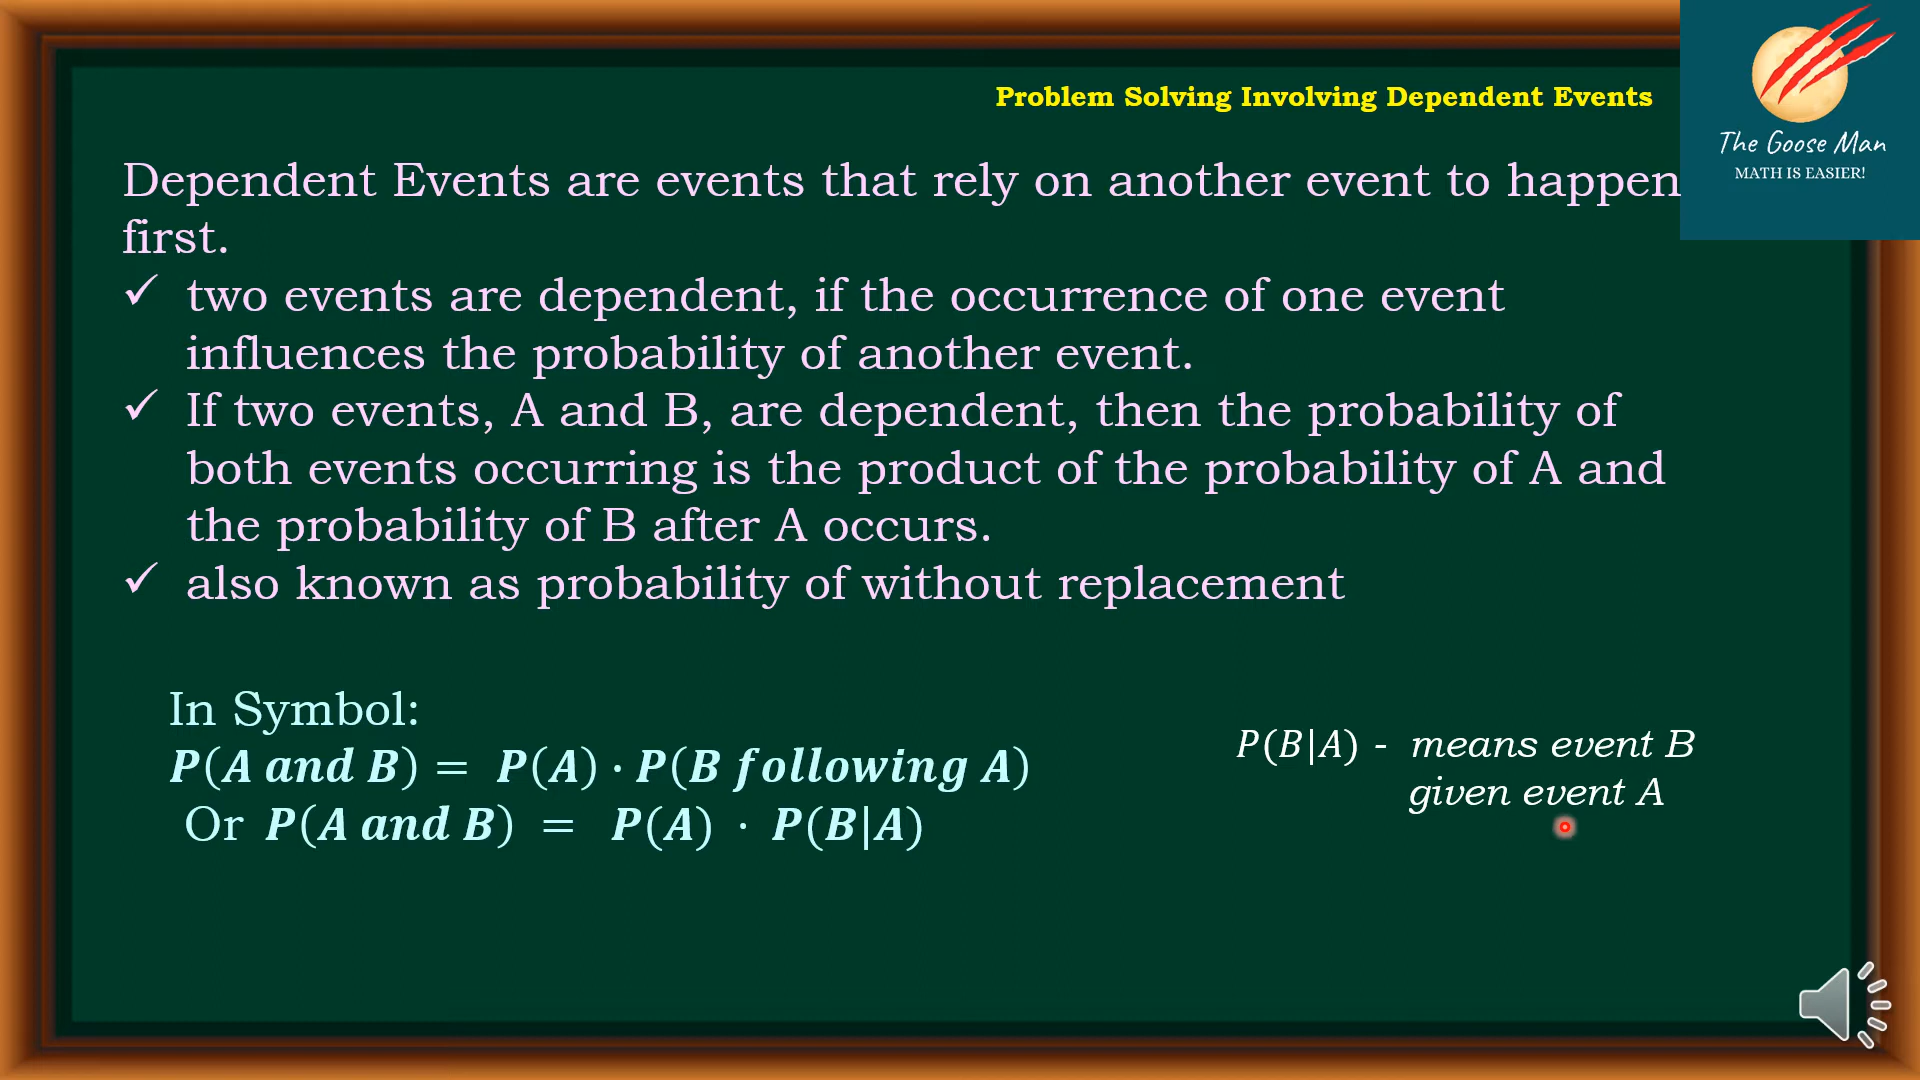 Problem Solving Involving Dependent Events
The Goose Man
MATH IS EASIER!
Dependent Events are events that rely on another event to happen
first.
✓ two events are dependent, if the occurrence of one event
influences the probability of another event.
✓ If two events, A and B, are dependent, then the probability of
both events occurring is the product of the probability of A and
the probability of B after A occurs.
✓ also known as probability of without replacement
In Symbol:
P(A and B) = P(A) · P(B following A)
Or P(A and B) = P(A) · P(B|A)
P(B|A) - means event B
given event A